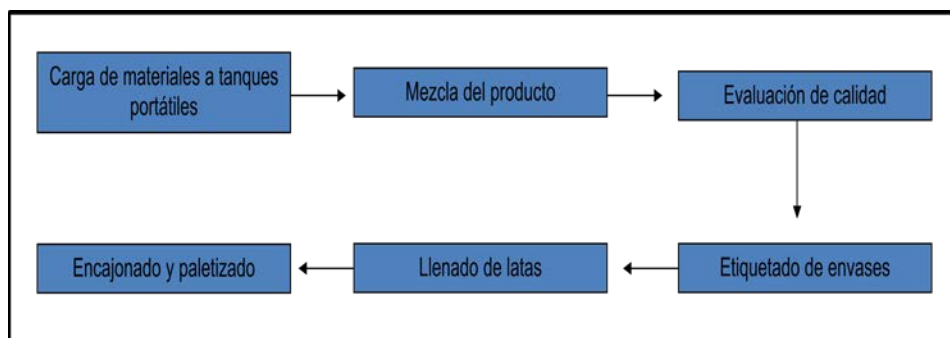 Carga de materiales a tanques
portátiles
Mezcla del producto
Evaluación de calidad
Etiquetado de envases
Llenado de latas
Encajonado y paletizado